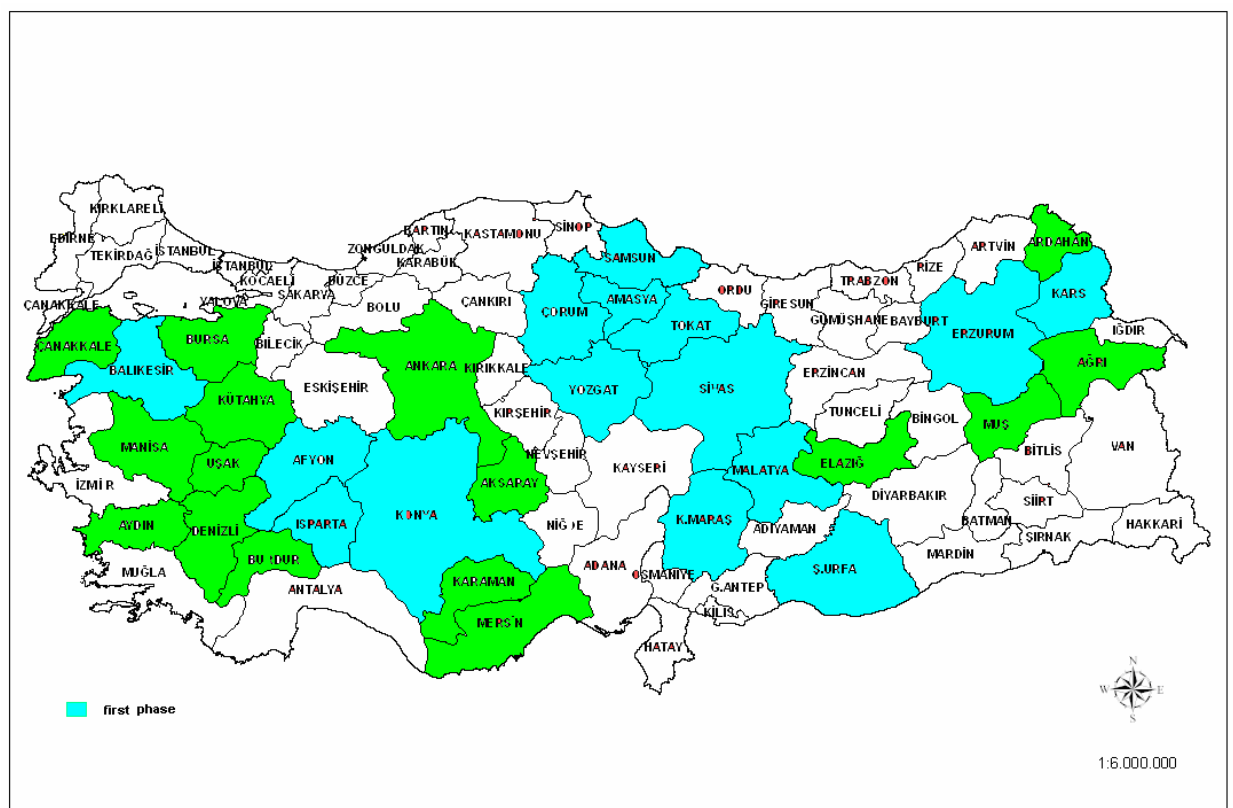 KIRKLARELİ
EDİRNE
TEKİRDAĞ
İSTANBUL
İSTANBUL
KOCAELİ
YALOVA
SAKARYA
DÜZCE
ZONGULDAK
BARTIN
KARABÜK
KASTAMONU
SİNOP
BOLU
ÇANKIRI
SAMSUN
ÇORUM
AMASYA
TOKAT
ORDU
GİRESUN
TRABZON
RİZE
ARTVİN
ARDAHAN
KARS
GÜMÜŞHANE
BAYBURT
ERZURUM
IĞDIR
AĞRI
ÇANAKKALE
ÇANAKKALE
BALIKESİR
BURSA
BİLECİK
KÜTAHYA
ESKİŞEHİR
ANKARA
KIRIKKALE
YOZGAT
SİVAS
ERZİNCAN
TUNCELİ
BİNGOL
MUŞ
BİTLİS
VAN
MANİSA
UŞAK
AFYON
KIRŞEHİR
NEVŞEHİR
KAYSERİ
MALATYA
ELAZIĞ
DİYARBAKIR
BATMAN
SİİRT
ŞIRNAK
HAKKARİ
İZMİR
AYDIN
DENİZLİ
ISPARTA
BURDUR
KONYA
AKSARAY
NİĞDE
K.MARAŞ
ADIYAMAN
Ş.URFA
MARDİN
MUĞLA
ANTALYA
KARAMAN
MERSİN
ADANA
OSMANİYE
G.ANTEP
KİLİS
HATAY
N
W E
S
first phase
1:6.000.000